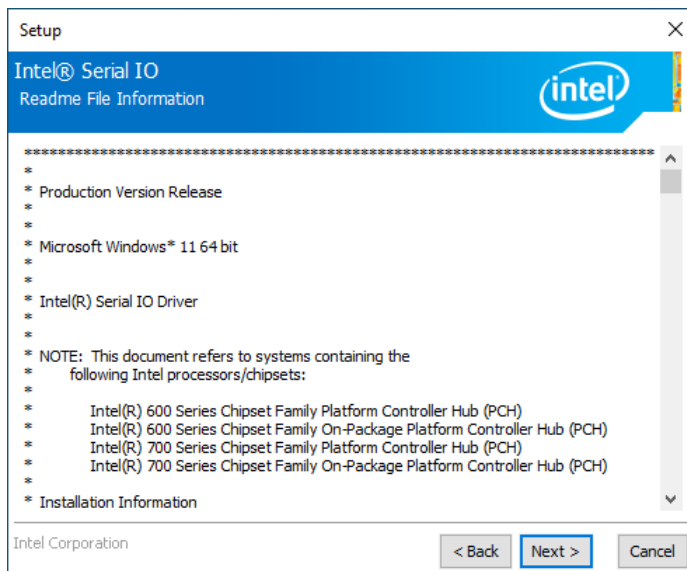 Setup
Intel® Serial IO
Readme File Information
intel
***************************************************************************
*
* Production Version Release
*
*
* Microsoft Windows* 11 64 bit
*
*
* Intel(R) Serial IO Driver
*
*
* NOTE:  This document refers to systems containing the
*       following Intel processors/chipsets:
*
*           Intel(R) 600 Series Chipset Family Platform Controller Hub (PCH)
*           Intel(R) 600 Series Chipset Family On-Package Platform Controller Hub (PCH)
*           Intel(R) 700 Series Chipset Family Platform Controller Hub (PCH)
*           Intel(R) 700 Series Chipset Family On-Package Platform Controller Hub (PCH)
*
* Installation Information
Intel Corporation
< Back
Next >
Cancel